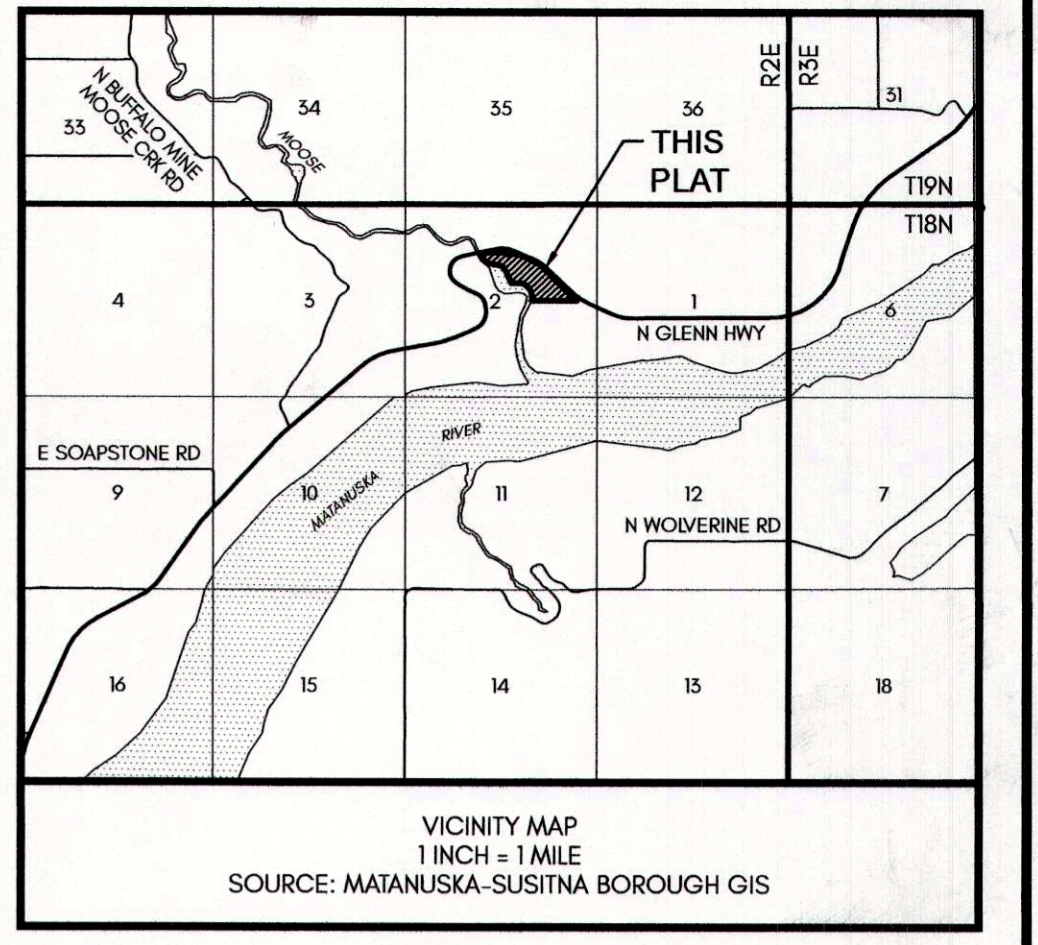 R2E
R3E
N BUFFALO MINE
MOOSE CRK RD
33
34
35
36
31
MOOSE
THIS
PLAT
T19N
T18N
4
3
2
1
6
N GLENN HWY
E SOAPSTONE RD
RIVER
9
10
MATANUSKA
11
12
7
N WOLVERINE RD
16
15
14
13
18
VICINITY MAP
1 INCH = 1 MILE
SOURCE: MATANUSKA-SUSITNA BOROUGH GIS